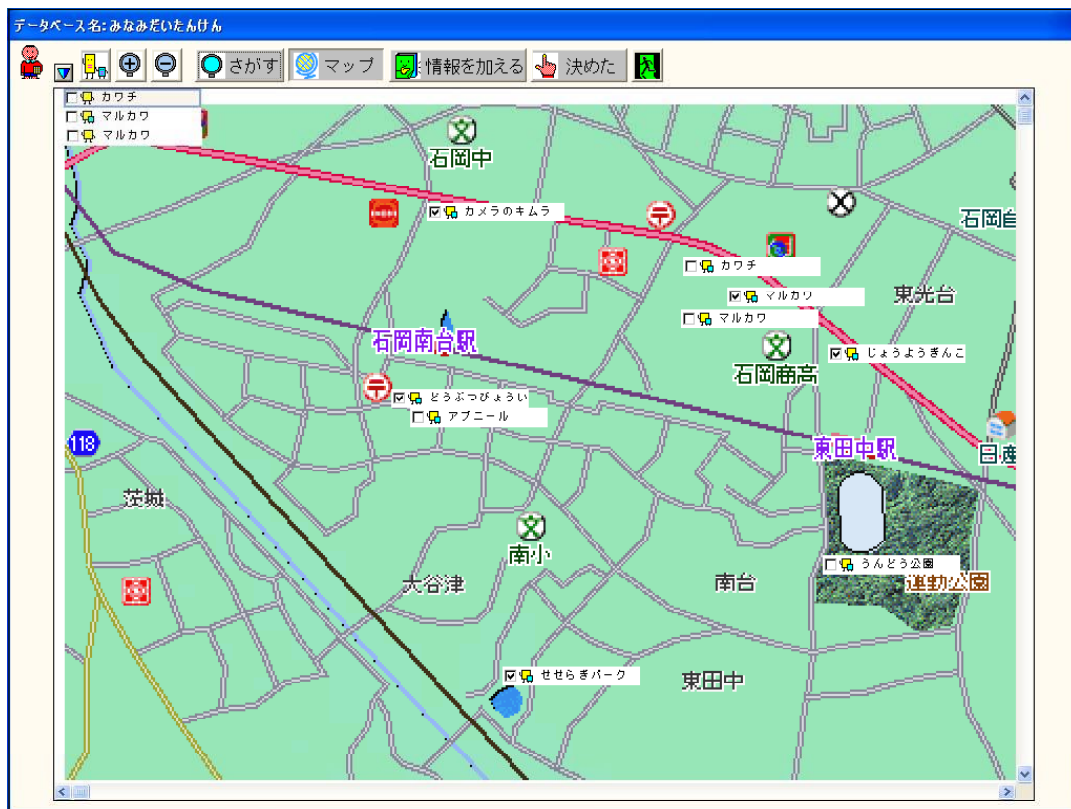 データベース名:みなみだいたんけん
さがす マップ 情報を加える 決めた
カワチ
マルカワ
マルカワ
石岡中
カメラのキムラ
石岡自
カワチ
マルカワ
東光台
マルカワ
石岡南台駅
石岡商高
じょうようぎんこ
どうぶつびょうい
アブニール
118
東田中駅
日産
茨城
南小
うんどう公園
大谷津
南台
運動公園
せせらぎパーク
東田中